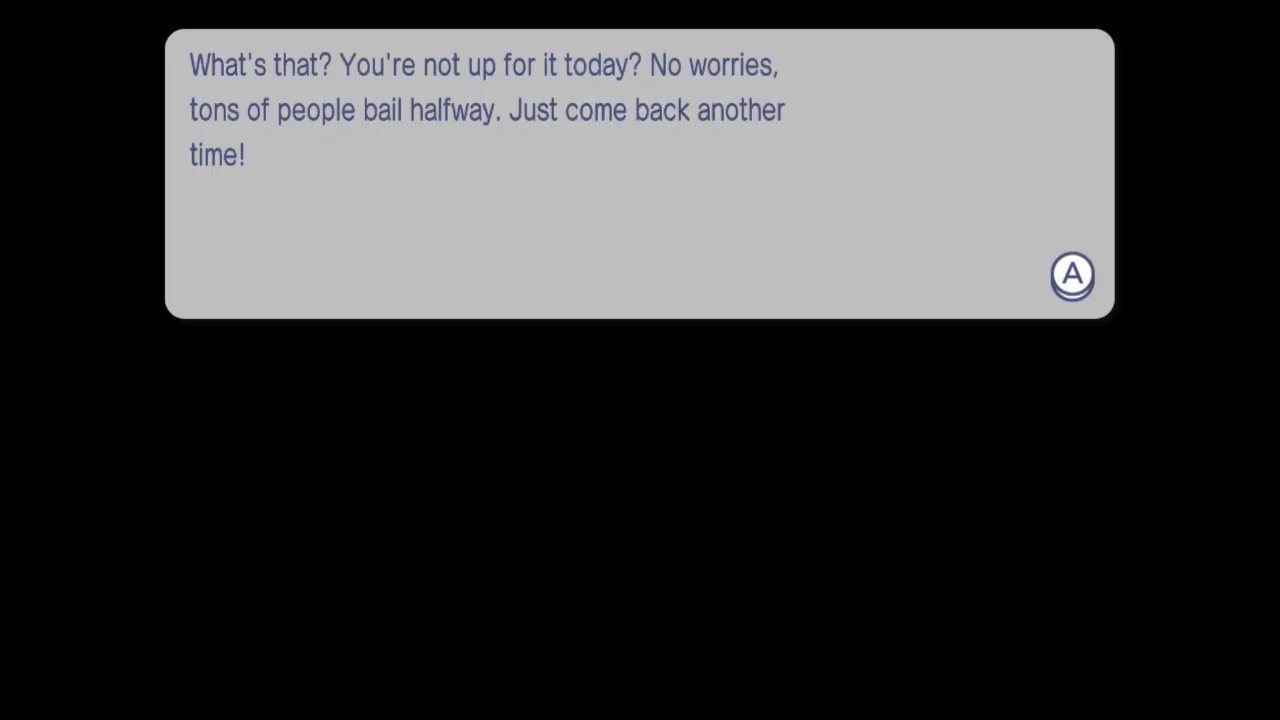 What's that? You're not up for it today? No worries,
tons of people bail halfway. Just come back another
time!
A